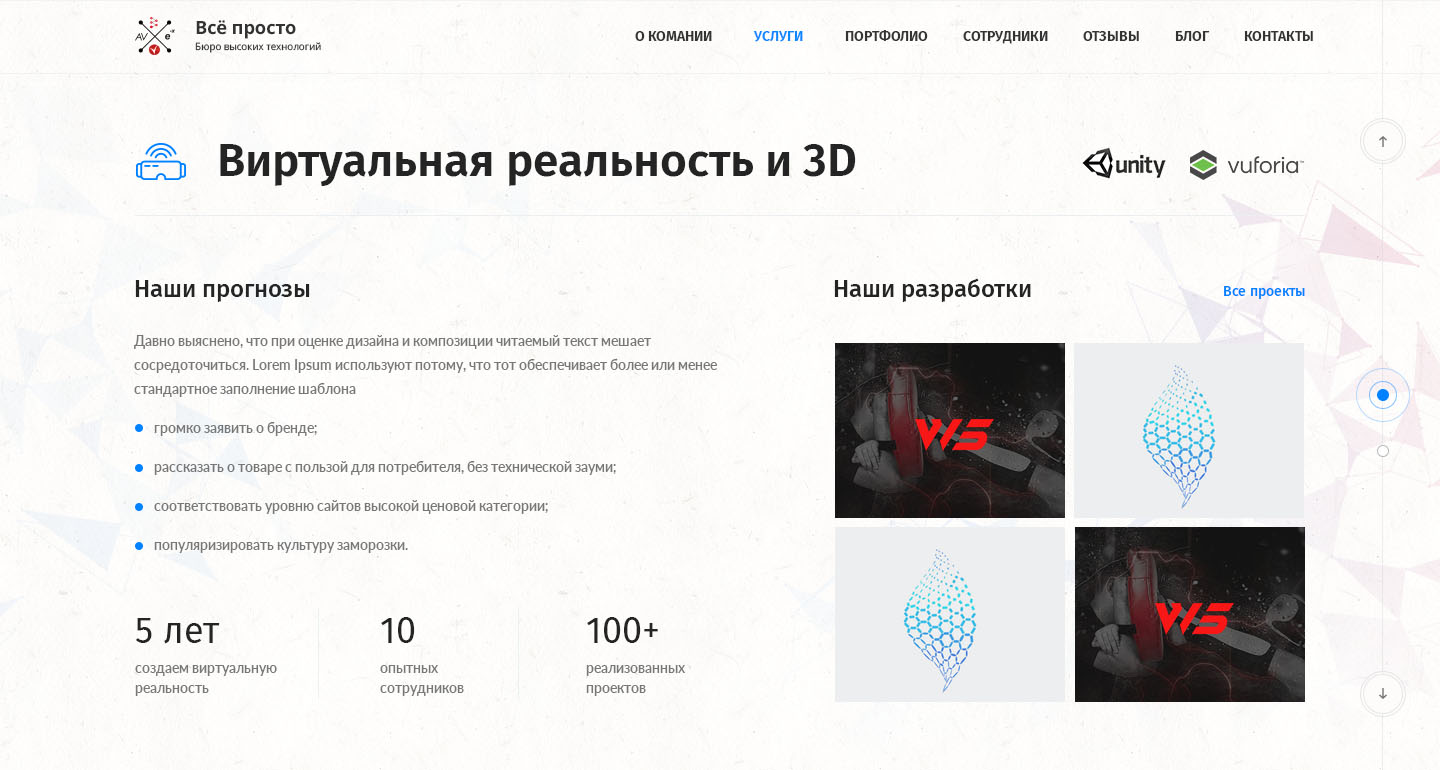 Всё просто
Бюро высоких технологий
О КОМАНИИ УСЛУГИ ПОРТФОЛИО СОТРУДНИКИ ОТЗЫВЫ БЛОГ КОНТАКТЫ
Виртуальная реальность и 3D
unity vuforia™
Наши прогнозы
Давно выяснено, что при оценке дизайна и композиции читаемый текст мешает
сосредоточиться. Lorem Ipsum используют потому, что тот обеспечивает более или менее
стандартное заполнение шаблона
громко заявить о бренде;
рассказать о товаре с пользой для потребителя, без технической зауми;
соответствовать уровню сайтов высокой ценовой категории;
популяризировать культуру заморозки.
5 лет
создаем виртуальную
реальность
10
опытных
сотрудников
100+
реализованных
проектов
Наши разработки
Все проекты
WS
WS